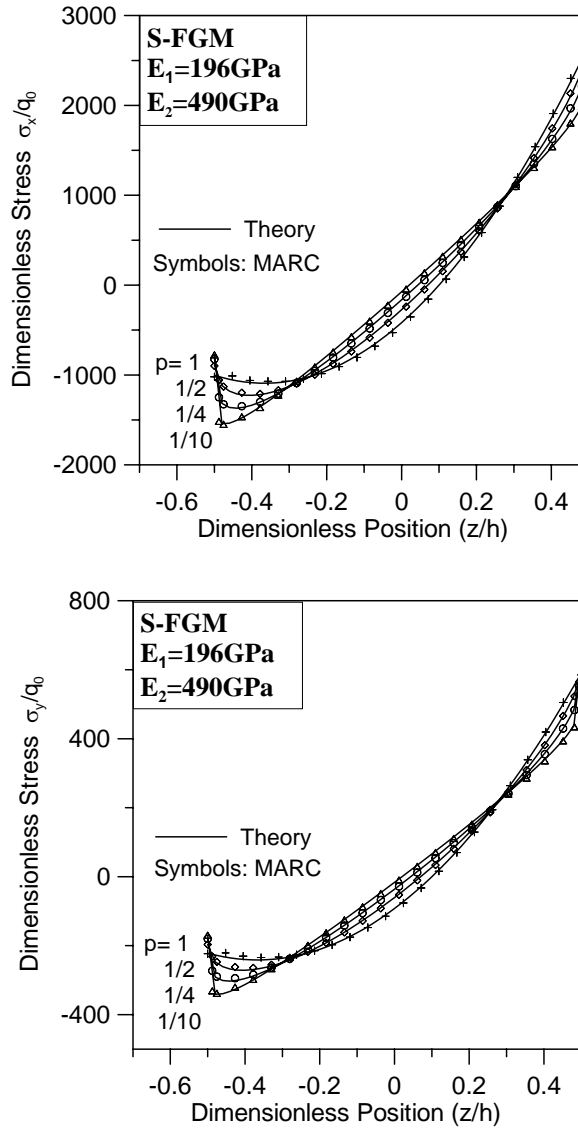 3000
S-FGM
E1=196GPa
E2=490GPa
2000
1000
Theory
Symbols: MARC
0
-1000
p= 1
1/2
1/4
1/10
-2000
-0.6 -0.4 -0.2 0 0.2 0.4
Dimensionless Position (z/h)
Dimensionless Stress σx/q0
800
S-FGM
E1=196GPa
E2=490GPa
400
Theory
Symbols: MARC
0
p= 1
1/2
1/4
1/10
-400
-0.6 -0.4 -0.2 0 0.2 0.4
Dimensionless Position (z/h)
Dimensionless Stress σy/q0